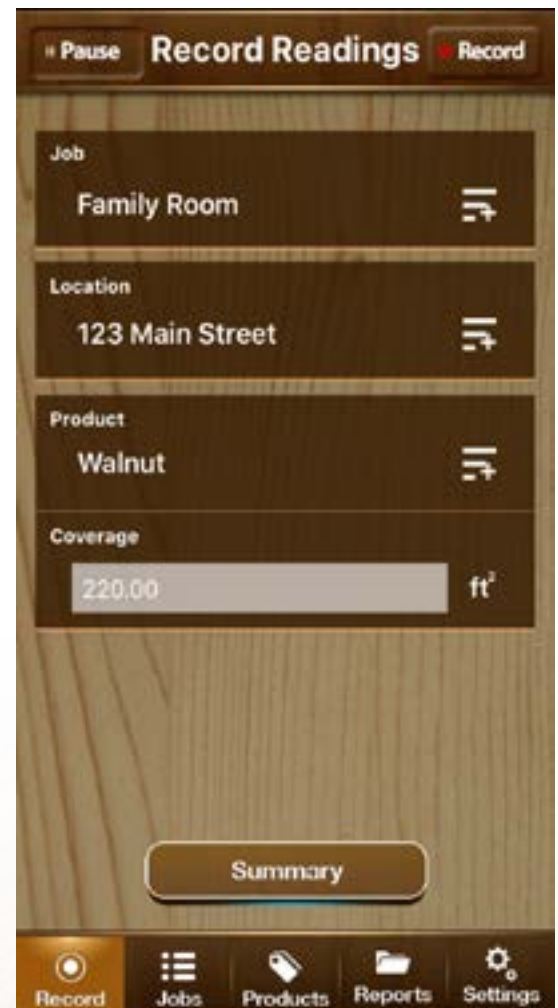 Pause Record Readings Record
Job
Family Room
Location
123 Main Street
Product
Walnut
Coverage
220.00 ft²
Summary
Record Jobs Products Reports Settings